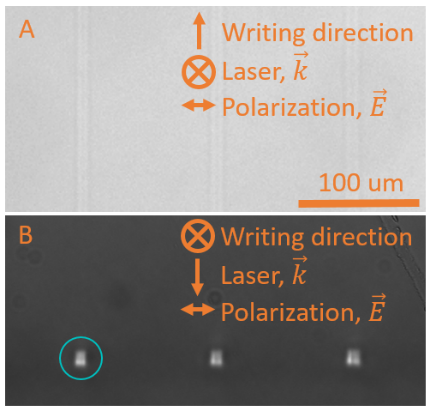 A
Writing direction
Laser, k⃗
Polarization, E⃗
100 um
B
Writing direction
Laser, k⃗
Polarization, E⃗